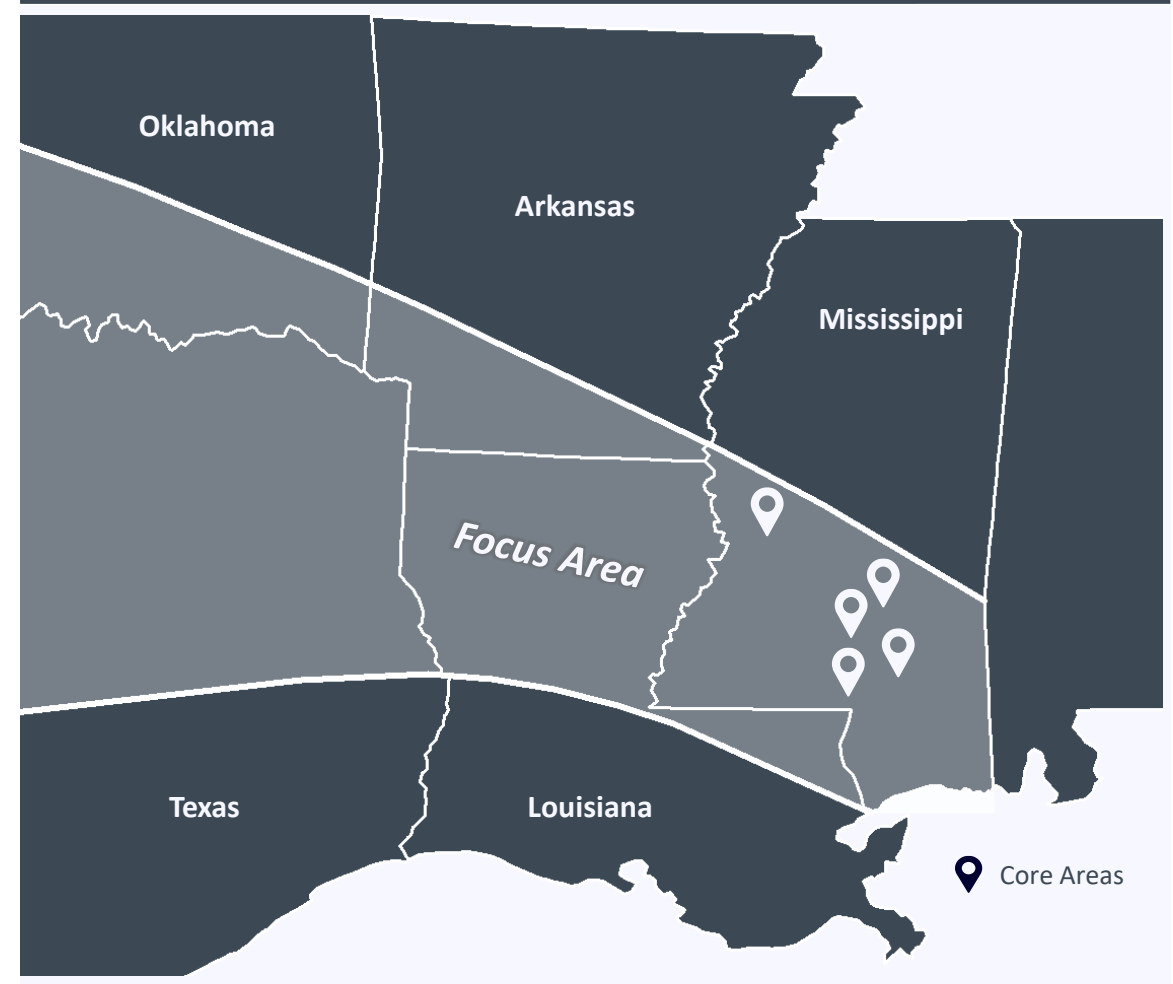 Oklahoma
Arkansas
Mississippi
Focus Area
Texas
Louisiana
Core Areas